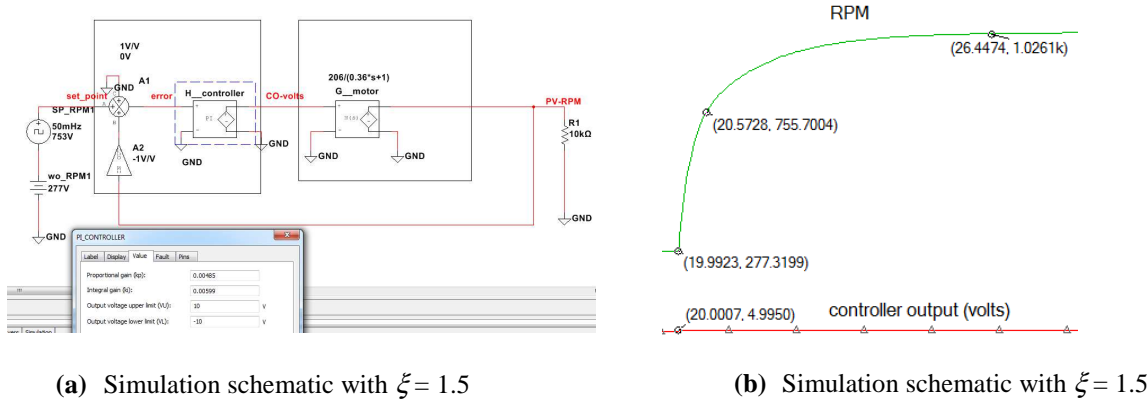 1V/V
0V
A1
GND
206/(0.36*s+1)
set_point
error
H__controller
CO-volts
G__motor
PV-RPM
SP_RPM1
A
B
PI
50mHz
753V
A2
-1V/V
GND
GND
GND
GND
R1
10kΩ
wo_RPM1
277V
GND
GND
PI_CONTROLLER
Label Display Value Fault Pins
Proportional gain (kp): 0.00485
Integral gain (ki): 0.00599
Output voltage upper limit (VU): 10 V
Output voltage lower limit (VL): -10 V
Simulation
(a) Simulation schematic with ξ = 1.5
RPM
(26.4474, 1.0261k)
(20.5728, 755.7004)
(19.9923, 277.3199)
controller output (volts)
(20.0007, 4.9950)
(b) Simulation schematic with ξ = 1.5